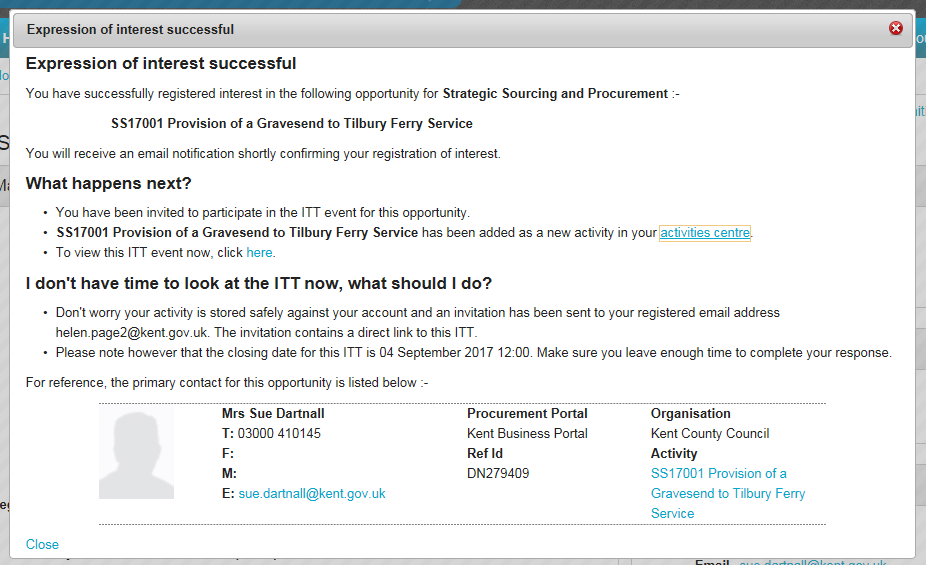 Expression of interest successful
Expression of interest successful
You have successfully registered interest in the following opportunity for Strategic Sourcing and Procurement :-
SS17001 Provision of a Gravesend to Tilbury Ferry Service
You will receive an email notification shortly confirming your registration of interest.
What happens next?
• You have been invited to participate in the ITT event for this opportunity.
• SS17001 Provision of a Gravesend to Tilbury Ferry Service has been added as a new activity in your activities centre.
• To view this ITT event now, click here.
I don't have time to look at the ITT now, what should I do?
• Don't worry your activity is stored safely against your account and an invitation has been sent to your registered email address
helen.page2@kent.gov.uk. The invitation contains a direct link to this ITT.
• Please note however that the closing date for this ITT is 04 September 2017 12:00. Make sure you leave enough time to complete your response.
For reference, the primary contact for this opportunity is listed below :-
Mrs Sue Dartnall Procurement Portal Organisation
T: 03000 410145 Kent Business Portal Kent County Council
F: Ref Id Activity
M: DN279409 SS17001 Provision of a
E: sue.dartnall@kent.gov.uk Gravesend to Tilbury Ferry
Service
Close
Email sue.dartnall@kent.gov.uk